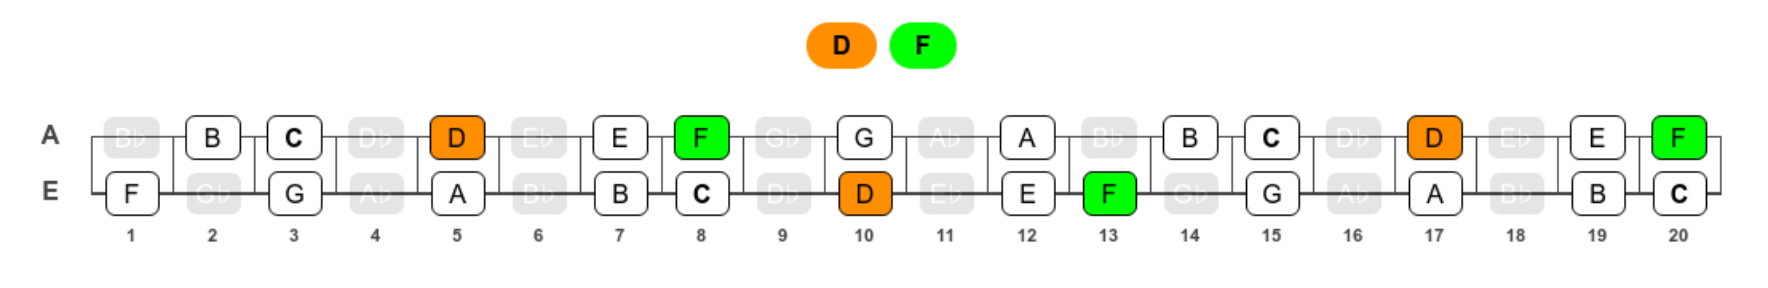 D F
A B♭ B C D♭ D E♭ E F G♭ G A♭ A B♭ B C D♭ D E♭ E F
E F G♭ G A♭ A B♭ B C D♭ D E♭ E F G♭ G A♭ A B♭ B C
1 2 3 4 5 6 7 8 9 10 11 12 13 14 15 16 17 18 19 20